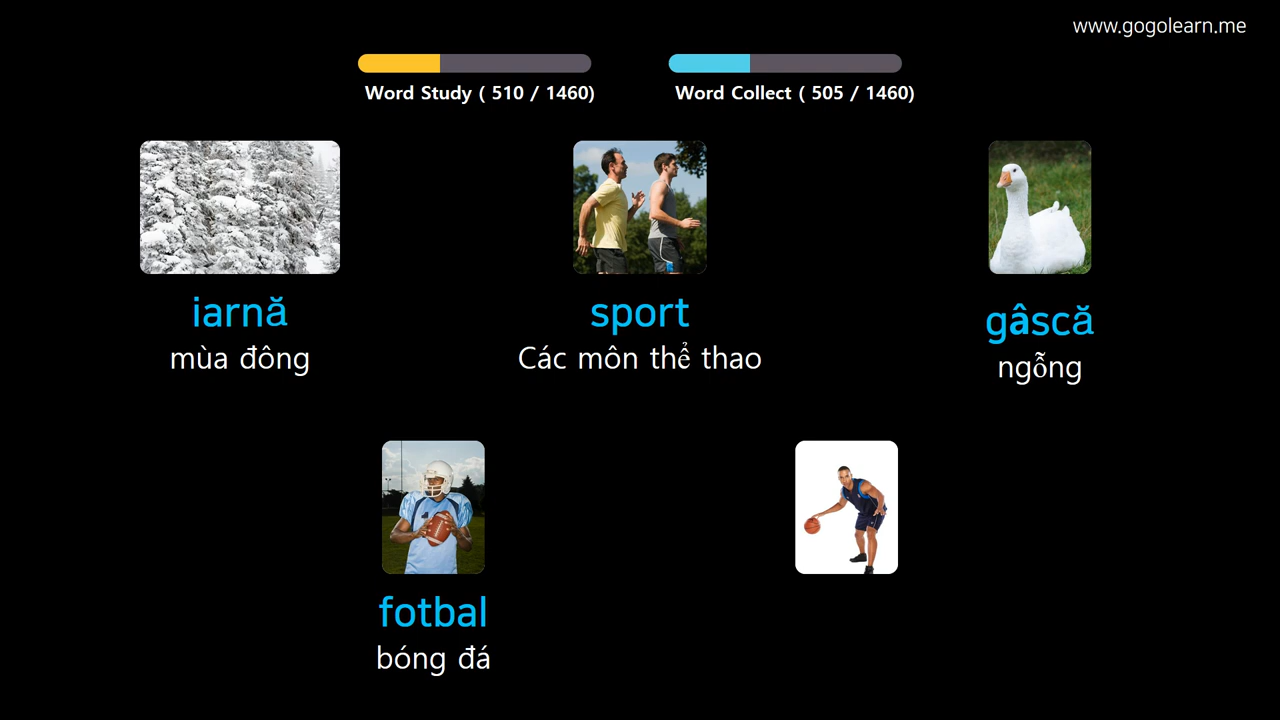 www.gogolearn.me
Word Study ( 510 / 1460)
Word Collect ( 505 / 1460)
iarnă
mùa đông
sport
Các môn thể thao
gâscă
ngỗng
fotbal
bóng đá